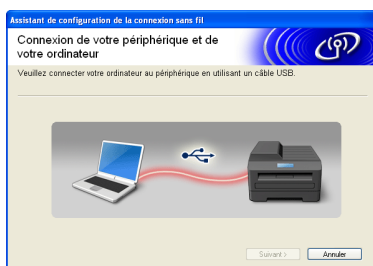 Assistant de configuration de la connexion sans fil
Connexion de votre périphérique et de
votre ordinateur
Veuillez connecter votre ordinateur au périphérique en utilisant un câble USB.
Suivant >
Annuler